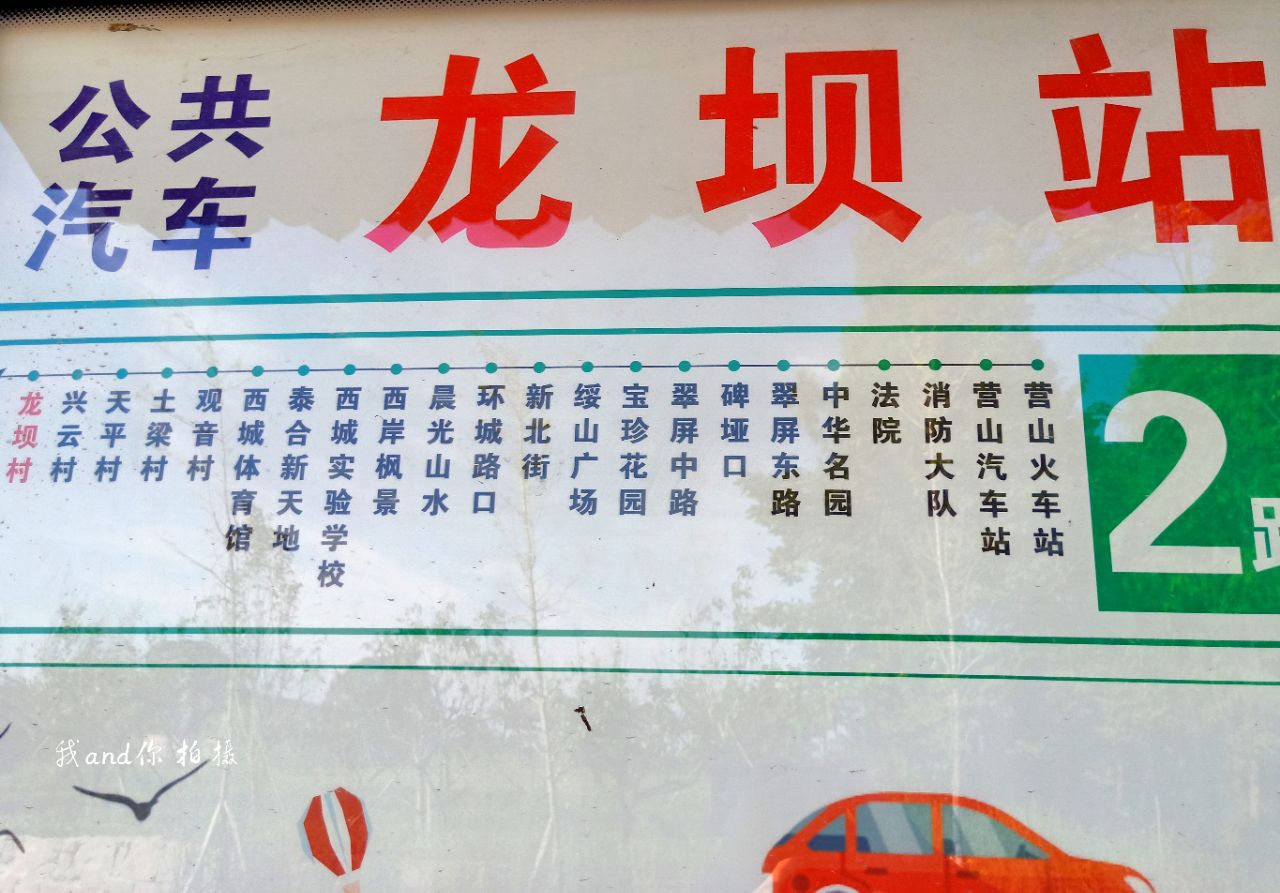 公共
汽车
龙坝站
龙坝村
兴云村
天平村
土梁村
观音村
西城体育馆
泰合新天地
西城实验学校
西岸枫景
晨光山水
环城路口
新北街
绥山广场
宝珍花园
翠屏中路
碑垭口
翠屏东路
中华名园
法院
消防大队
营山汽车站
营山火车站
2路
我and你 拍摄